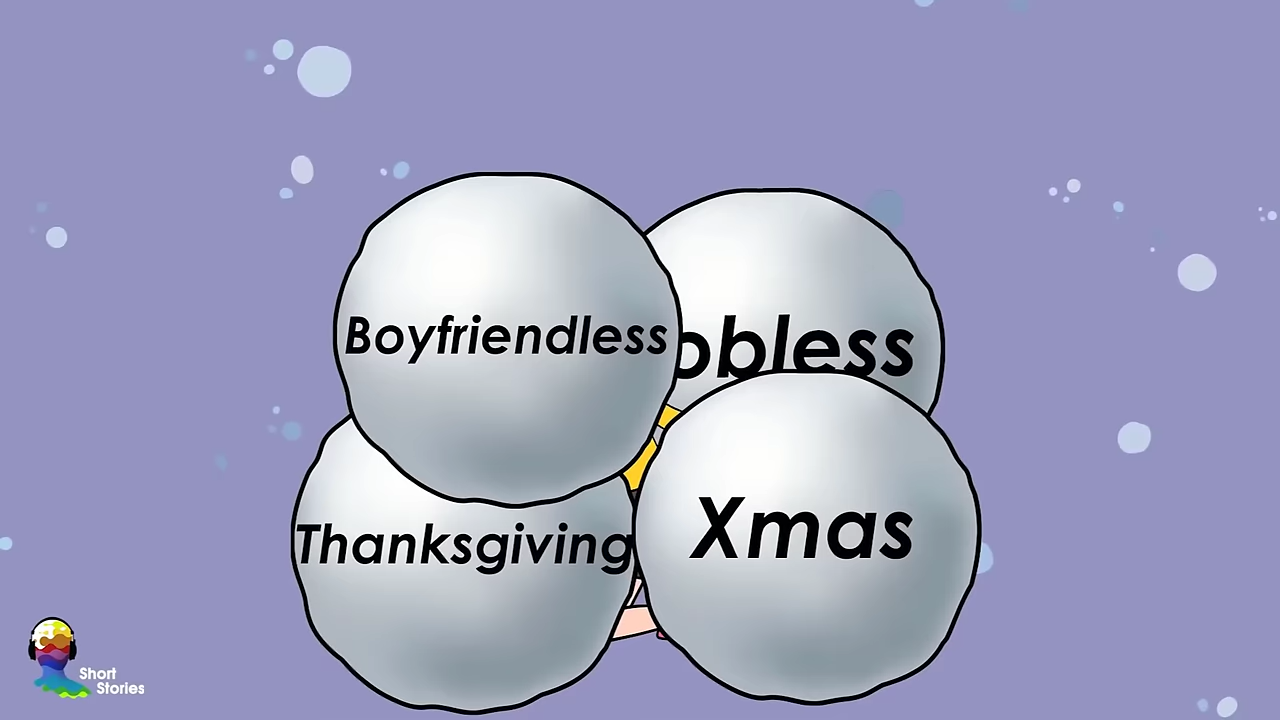 Boyfriendless
obless
Thanksgiving
Xmas
Short
Stories